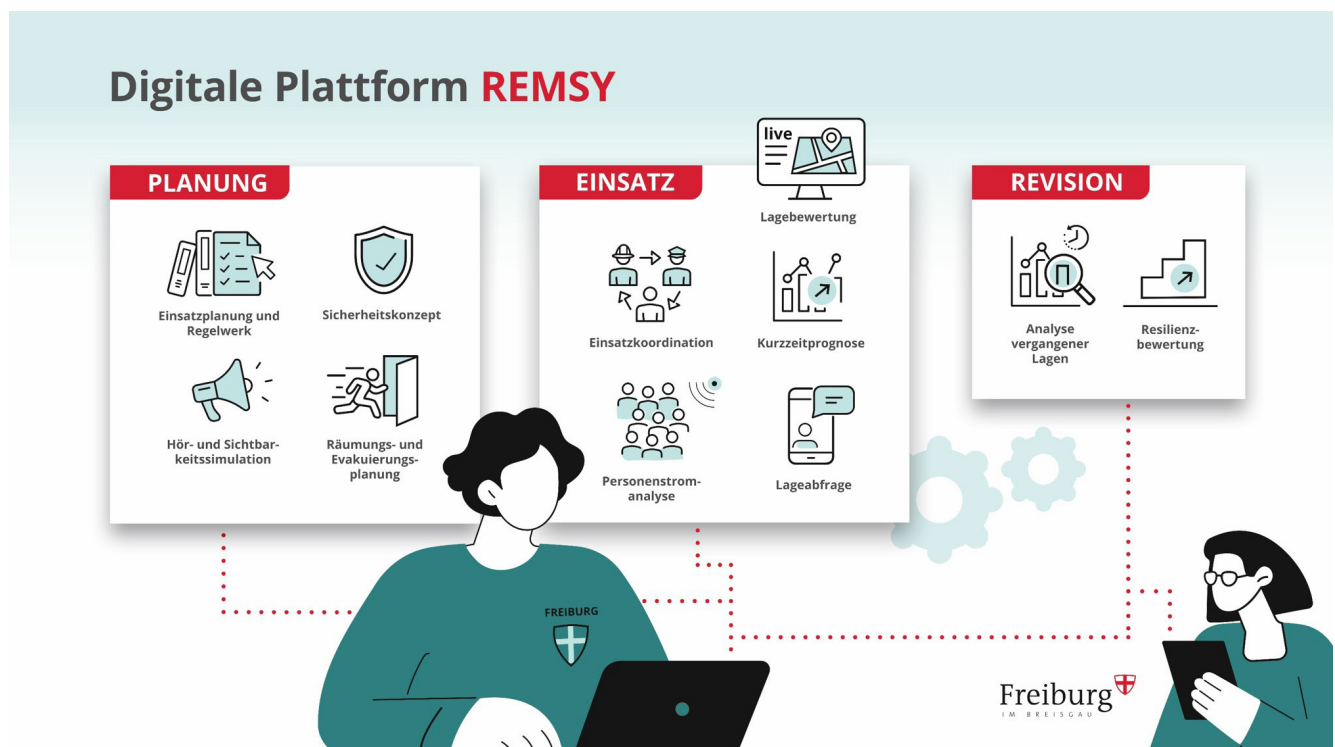 Digitale Plattform REMSY
PLANUNG
Einsatzplanung und
Regelwerk
Sicherheitskonzept
Hör- und Sichtbar-
keitssimulation
Räumungs- und
Evakuierungs-
planung
EINSATZ
live
Lagebewertung
Einsatzkoordination
Kurzzeitprognose
Personenstrom-
analyse
Lageabfrage
REVISION
Analyse
vergangener
Lagen
Resilienz-
bewertung
FREIBURG
Freiburg
IM BREISGAU